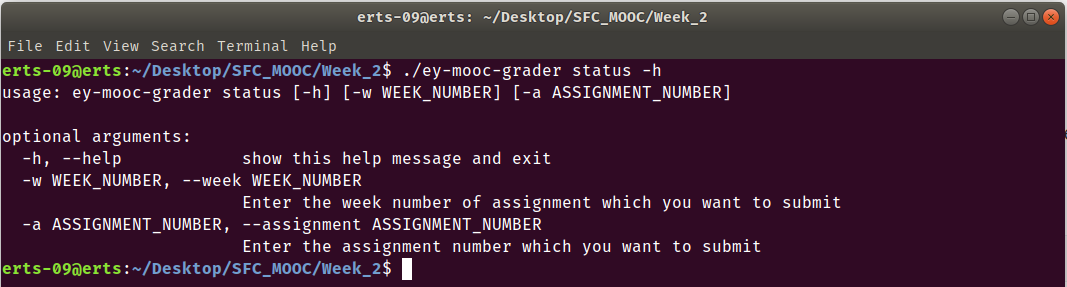 erts-09@erts: ~/Desktop/SFC_MOOC/Week_2
File Edit View Search Terminal Help
erts-09@erts:~/Desktop/SFC_MOOC/Week_2$ ./ey-mooc-grader status -h
usage: ey-mooc-grader status [-h] [-w WEEK_NUMBER] [-a ASSIGNMENT_NUMBER]
optional arguments:
-h, --help show this help message and exit
-w WEEK_NUMBER, --week WEEK_NUMBER
Enter the week number of assignment which you want to submit
-a ASSIGNMENT_NUMBER, --assignment ASSIGNMENT_NUMBER
Enter the assignment number which you want to submit
erts-09@erts:~/Desktop/SFC_MOOC/Week_2$